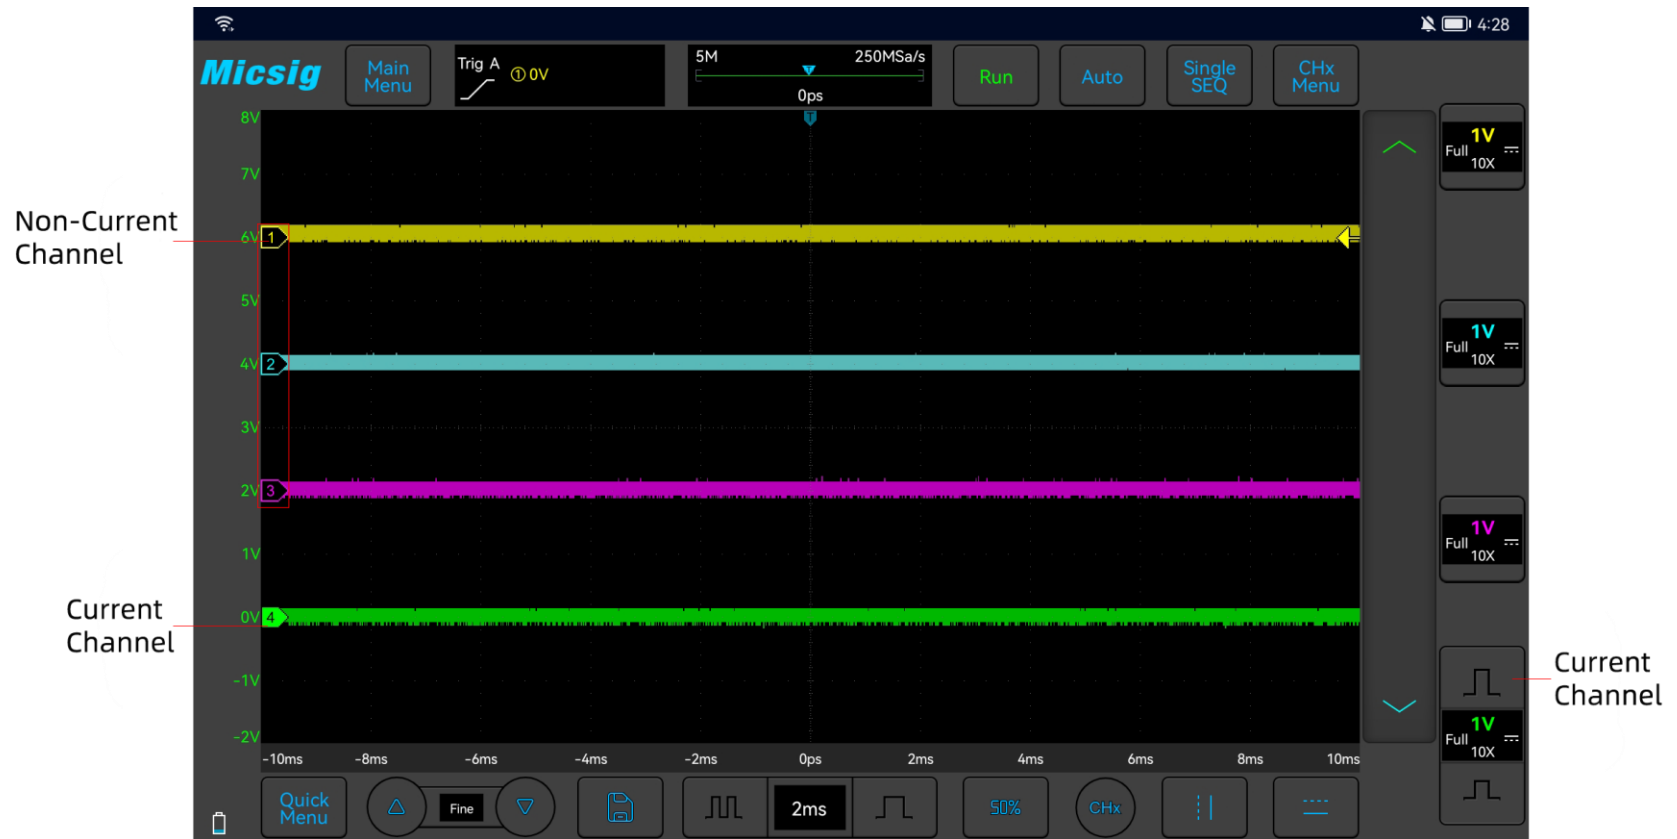 4:28
Micsig
Main
Menu
Trig A
① 0V
5M
250MSa/s
T
0ps
Run
Auto
Single
SEQ
CHx
Menu
T
8V
7V
6V
5V
4V
3V
2V
1V
0V
-1V
-2V
1
2
3
4
Non-Current
Channel
Current
Channel
1V
Full
10X
1V
Full
10X
1V
Full
10X
1V
Full
10X
Current
Channel
-10ms -8ms -6ms -4ms -2ms 0ps 2ms 4ms 6ms 8ms 10ms
Quick
Menu
Fine
2ms
50%
CHx